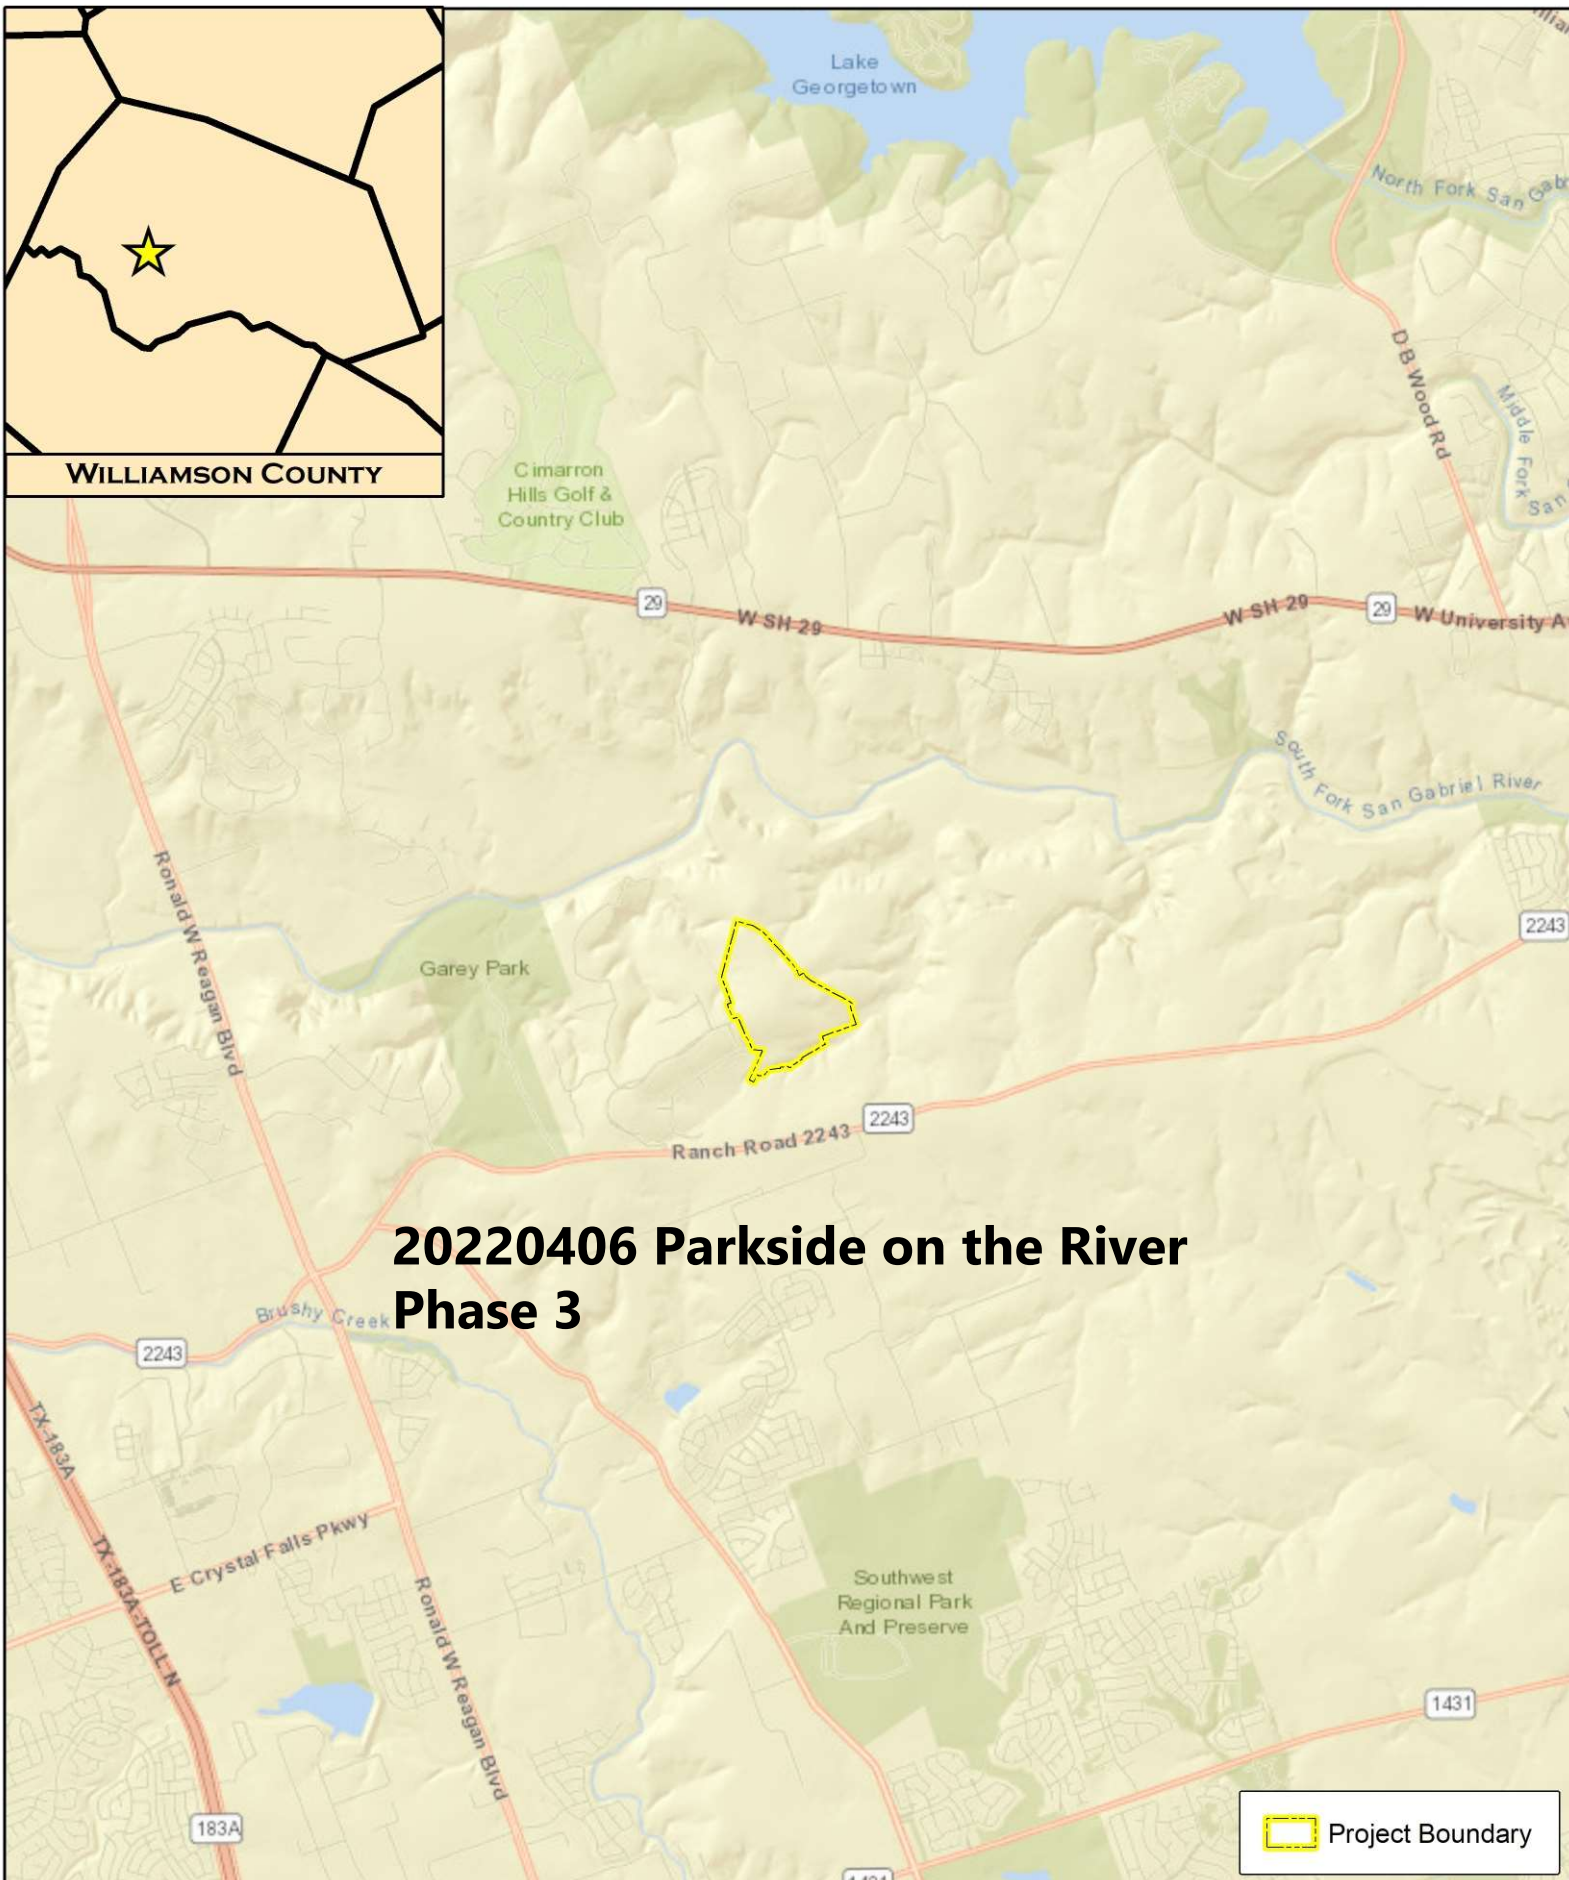 WILLIAMSON COUNTY
Lake
Georgetown
North Fork San
D B Wood Rd
Middle Fork
San
Cimarron
Hills Golf &
Country Club
29
W SH 29
W SH 29
29
W University
South Fork San Gabriel River
Ronald W Reagan Blvd
Garey Park
2243
2243
Ranch Road 2243
20220406 Parkside on the River
Phase 3
Brushy Creek
2243
TX-183A
TX-183A-TOLL N
E Crystal Falls Pkwy
Ronald W Reagan Blvd
Southwest
Regional Park
And Preserve
1431
183A
Project Boundary